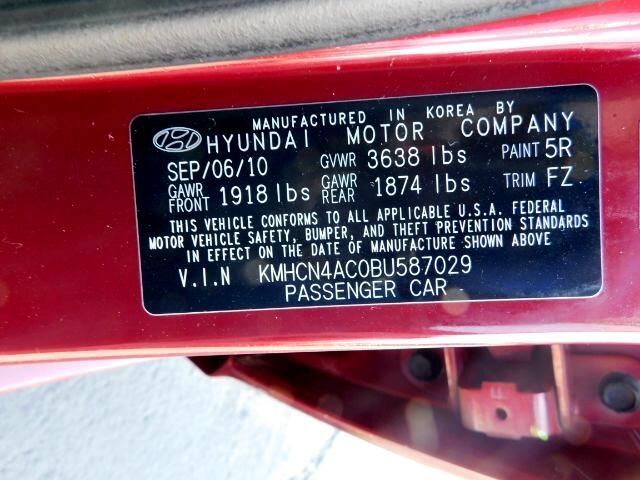 MANUFACTURED IN KOREA BY
HYUNDAI MOTOR COMPANY
SEP/06/10 GVWR 3638 lbs PAINT 5R
GAWR FRONT 1918 lbs GAWR REAR 1874 lbs TRIM FZ
THIS VEHICLE CONFORMS TO ALL APPLICABLE U.S.A. FEDERAL
MOTOR VEHICLE SAFETY, BUMPER, AND THEFT PREVENTION STANDARDS
IN EFFECT ON THE DATE OF MANUFACTURE SHOWN ABOVE
V.I.N KMHCN4AC0BU587029
PASSENGER CAR